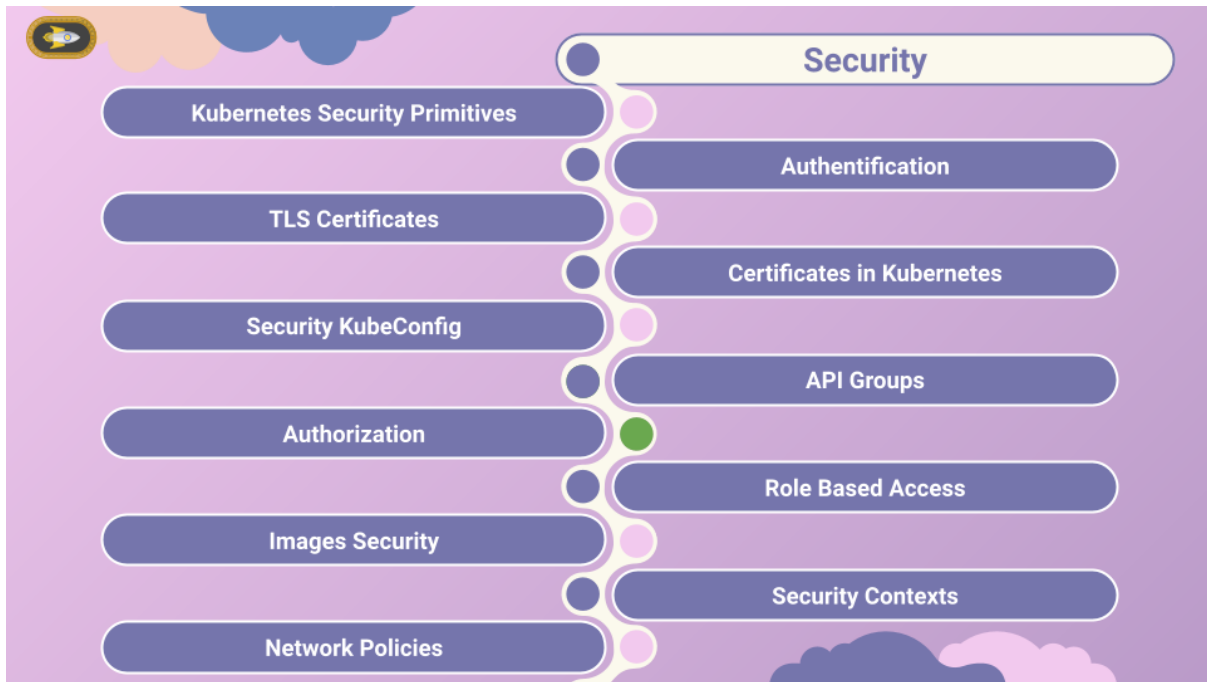 Security
Kubernetes Security Primitives
Authentification
TLS Certificates
Certificates in Kubernetes
Security KubeConfig
API Groups
Authorization
Role Based Access
Images Security
Security Contexts
Network Policies